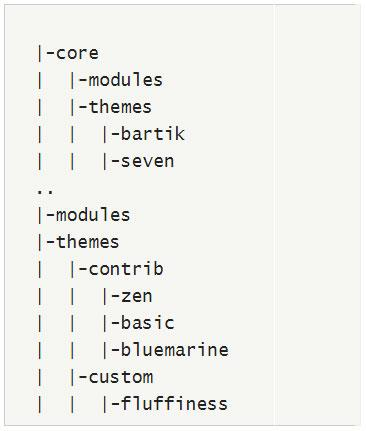 |-core
|  |-modules
|  |-themes
|  |  |-bartik
|  |  |-seven
..
|-modules
|-themes
|  |-contrib
|  |  |-zen
|  |  |-basic
|  |  |-bluemarine
|  |-custom
|  |  |-fluffiness